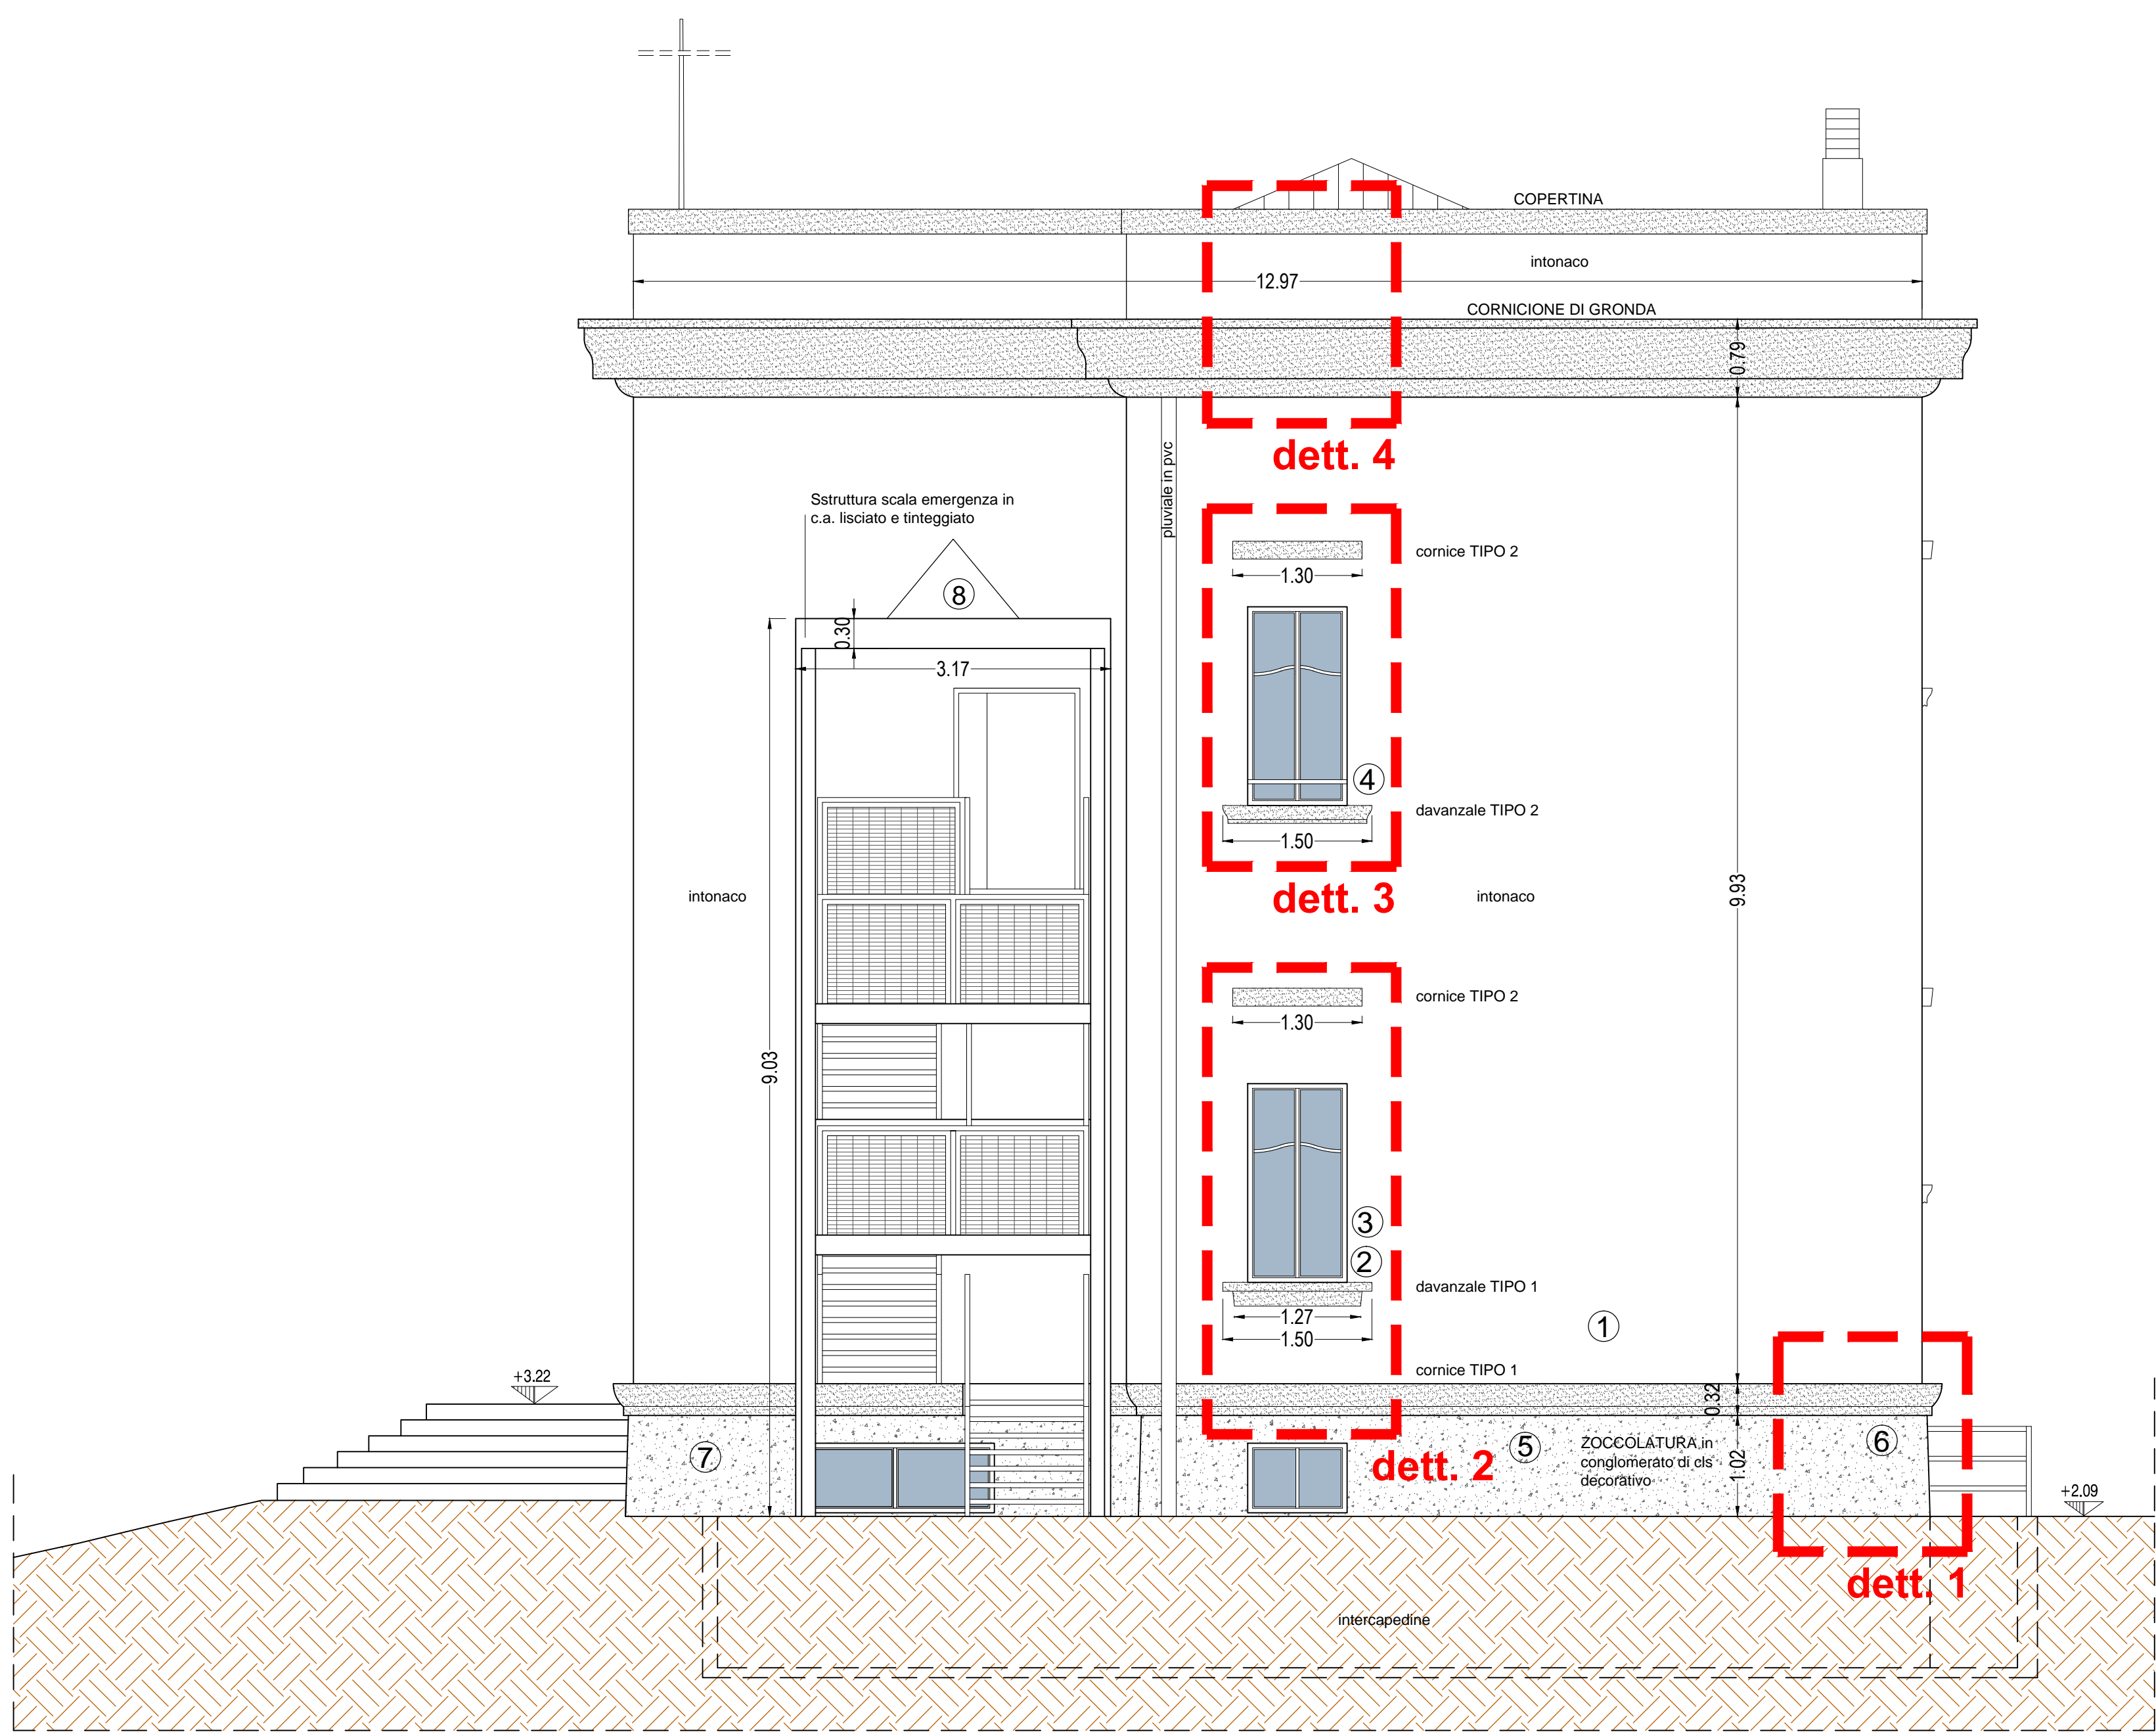 COPERTINA
intonaco
12.97
CORNICIONE DI GRONDA
0.79
dett. 4
pluviale in pvc
Sstruttura scala emergenza in
c.a. lisciato e tinteggiato
cornice TIPO 2
1.30
8
0.30
3.17
4
davanzale TIPO 2
1.50
dett. 3
intonaco
intonaco
9.93
cornice TIPO 2
1.30
9.03
3
2
davanzale TIPO 1
1.27
1.50
1
cornice TIPO 1
+3.22
0.32
7
5
ZOCCOLATURA in
conglomerato di cls
decorativo
1.02
6
dett. 2
+2.09
dett. 1
intercapedine